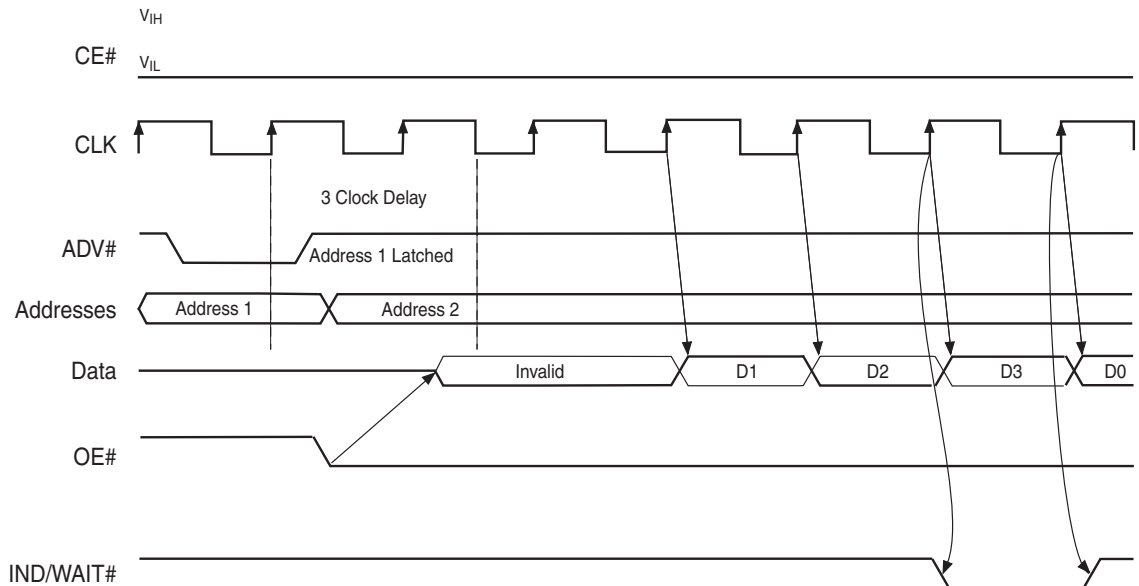 VIH
CE#
VIL
CLK
3 Clock Delay
ADV#
Address 1 Latched
Addresses
Address 1
Address 2
Data
Invalid
D1
D2
D3
D0
OE#
IND/WAIT#